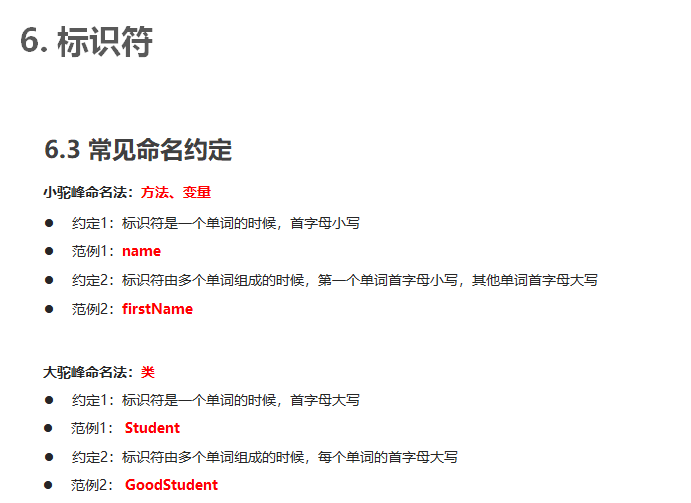 6. 标识符
6.3 常见命名约定
小驼峰命名法：方法、变量
● 约定1：标识符是一个单词的时候，首字母小写
● 范例1：name
● 约定2：标识符由多个单词组成的时候，第一个单词首字母小写，其他单词首字母大写
● 范例2：firstName
大驼峰命名法：类
● 约定1：标识符是一个单词的时候，首字母大写
● 范例1： Student
● 约定2：标识符由多个单词组成的时候，每个单词的首字母大写
● 范例2： GoodStudent